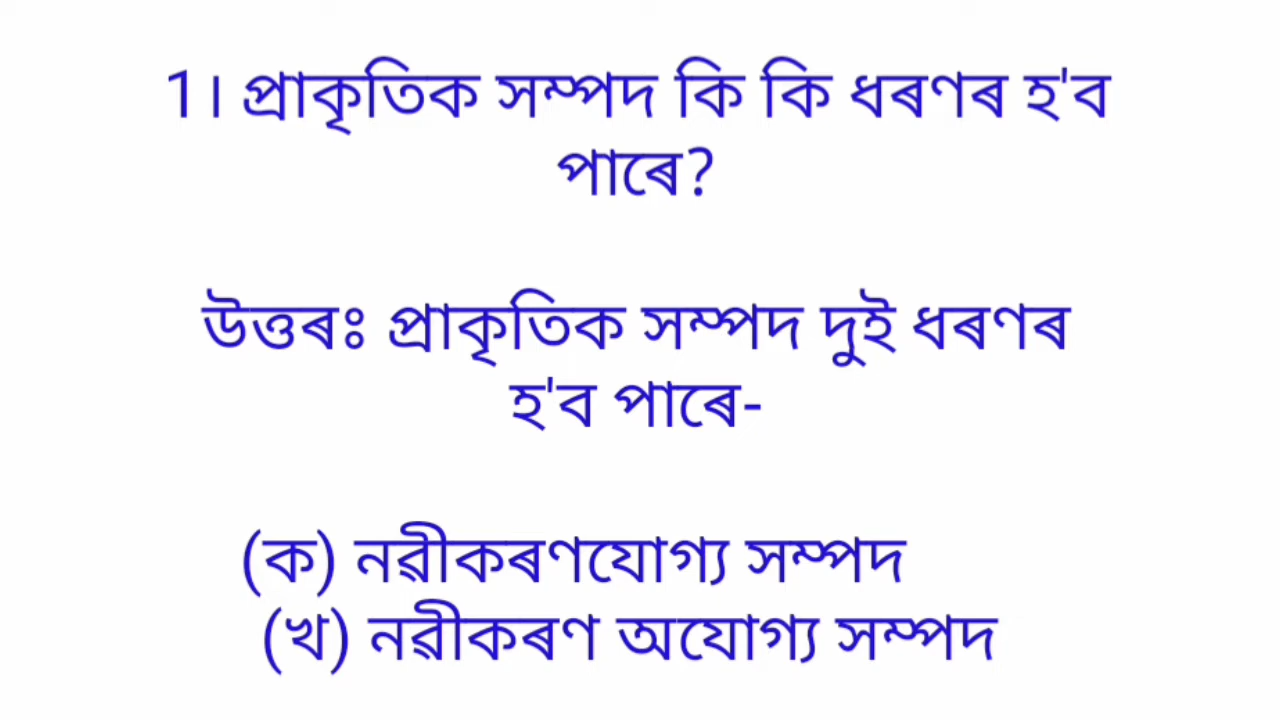 1। প্ৰাকৃতিক সম্পদ কি কি ধৰণৰ হ'ব
পাৰে?
উত্তৰঃ প্ৰাকৃতিক সম্পদ দুই ধৰণৰ
হ'ব পাৰে-
(ক) নৱীকৰণযোগ্য সম্পদ
(খ) নৱীকৰণ অযোগ্য সম্পদ